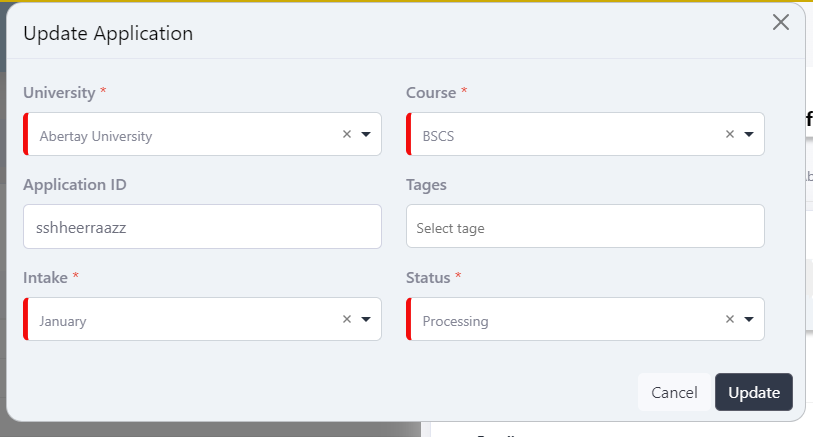 Update Application
University *
Course *
Abertay University
BSCS
Application ID
Tages
sshheerraazz
Select tage
Intake *
Status *
January
Processing
Cancel
Update